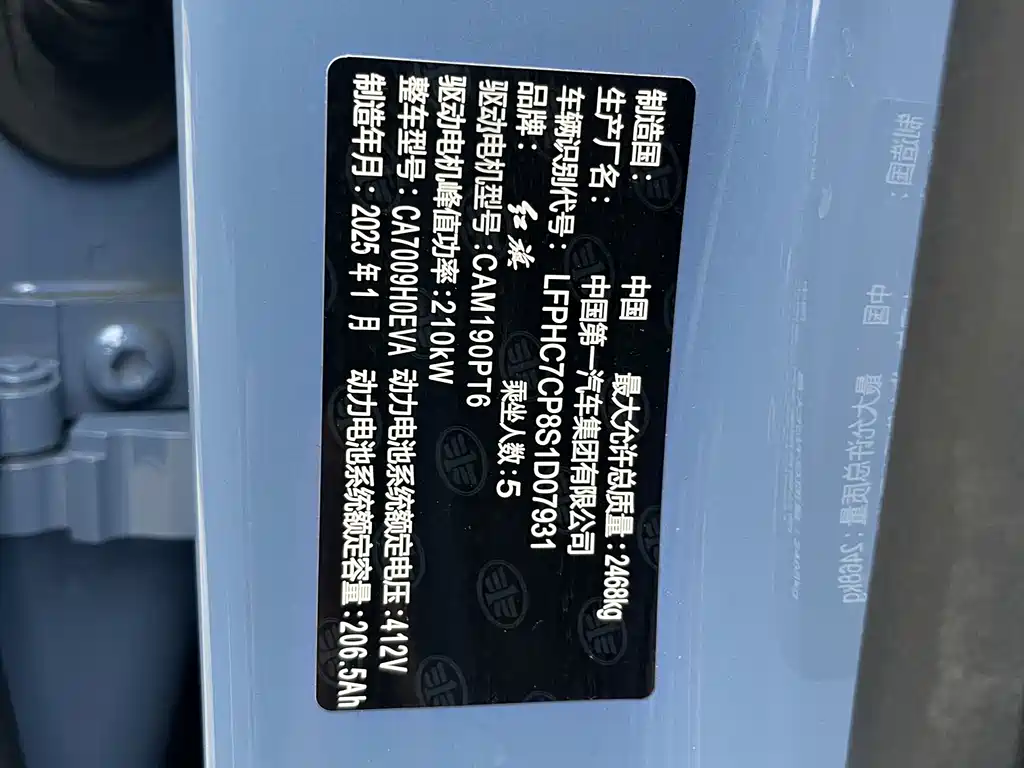 制造国： 中国 最大允许总质量：2468kg
生产厂名： 中国第一汽车集团有限公司
车辆识别代号： LFPHC7CP8S1D07931
品牌： 红旗 乘坐人数：5
驱动电机型号：CAM190PT6
驱动电机峰值功率：210kW
整车型号：CA7009H0EVA 动力电池系统额定电压：412V
制造年月：2025年1月 动力电池系统额定容量：206.5Ah